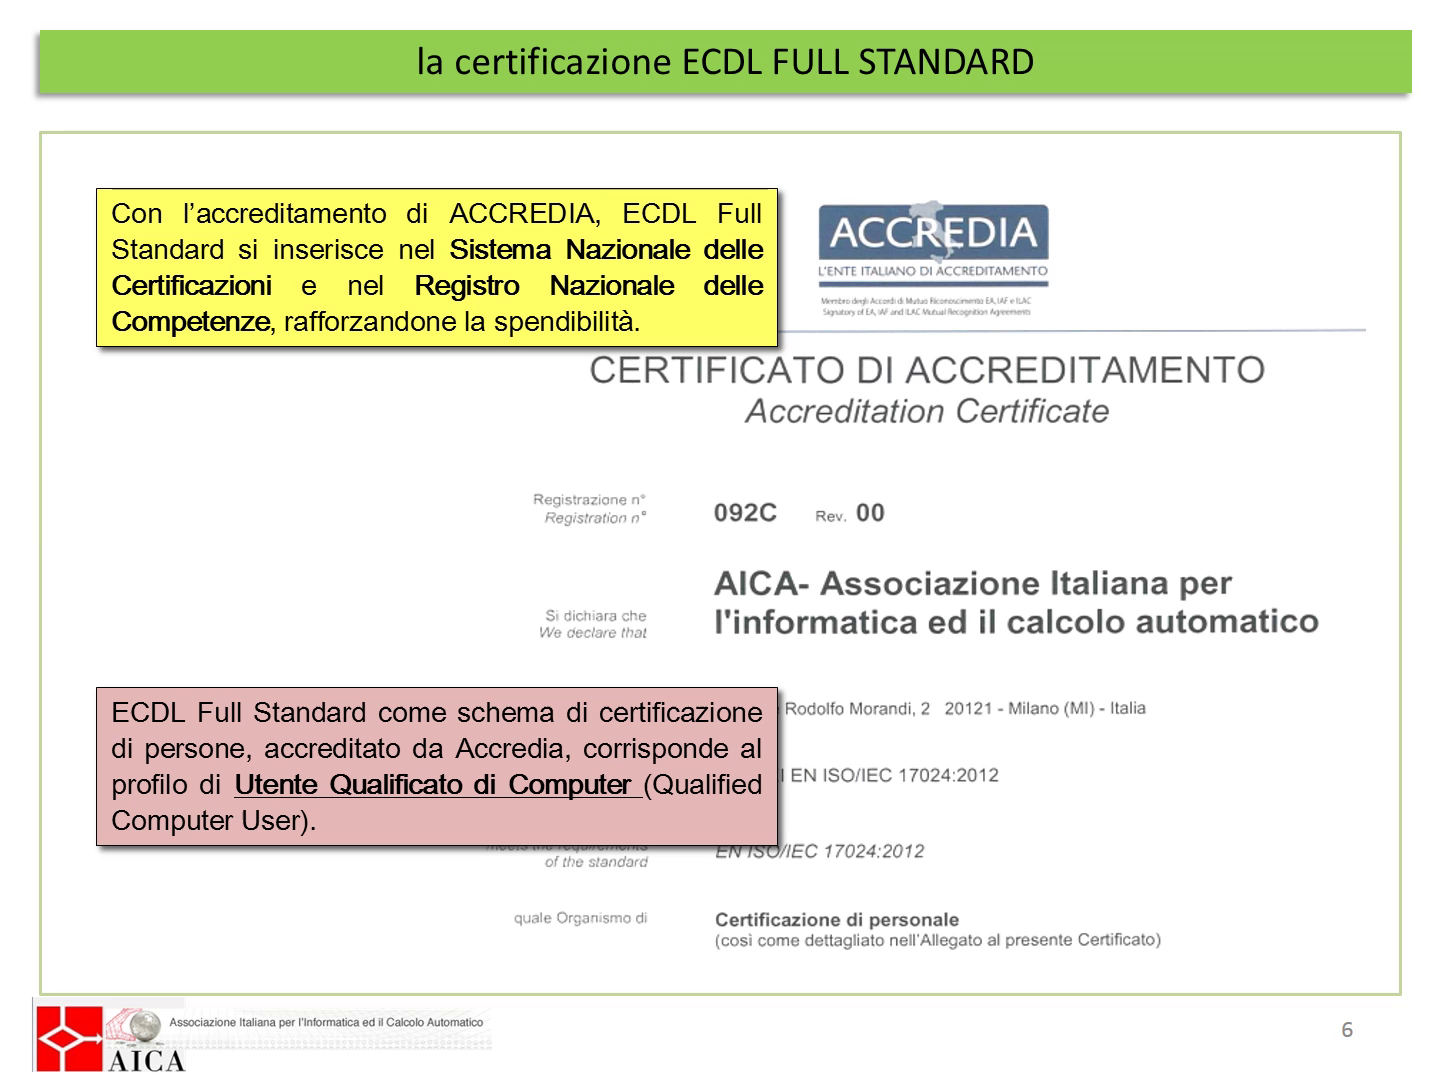 la certificazione ECDL FULL STANDARD
Con l’accreditamento di ACCREDIA, ECDL Full
Standard si inserisce nel Sistema Nazionale delle
Certificazioni e nel Registro Nazionale delle
Competenze, rafforzandone la spendibilità.
ACCREDIA
L'ENTE ITALIANO DI ACCREDITAMENTO
Membro degli Accordi di Mutuo Riconoscimento EA, IAF e ILAC
Signatory of EA, IAF and ILAC Mutual Recognition Agreements
CERTIFICATO DI ACCREDITAMENTO
Accreditation Certificate
Registrazione n°
Registration n°
092C Rev. 00
Si dichiara che
We declare that
AICA- Associazione Italiana per
l'informatica ed il calcolo automatico
ECDL Full Standard come schema di certificazione
di persone, accreditato da Accredia, corrisponde al
profilo di Utente Qualificato di Computer (Qualified
Computer User).
Rodolfo Morandi, 2 20121 - Milano (MI) - Italia
I EN ISO/IEC 17024:2012
meets the requirements
of the standard
EN ISO/IEC 17024:2012
quale Organismo di
Certificazione di personale
(così come dettagliato nell'Allegato al presente Certificato)
Associazione Italiana per l'Informatica ed il Calcolo Automatico
AICA
6